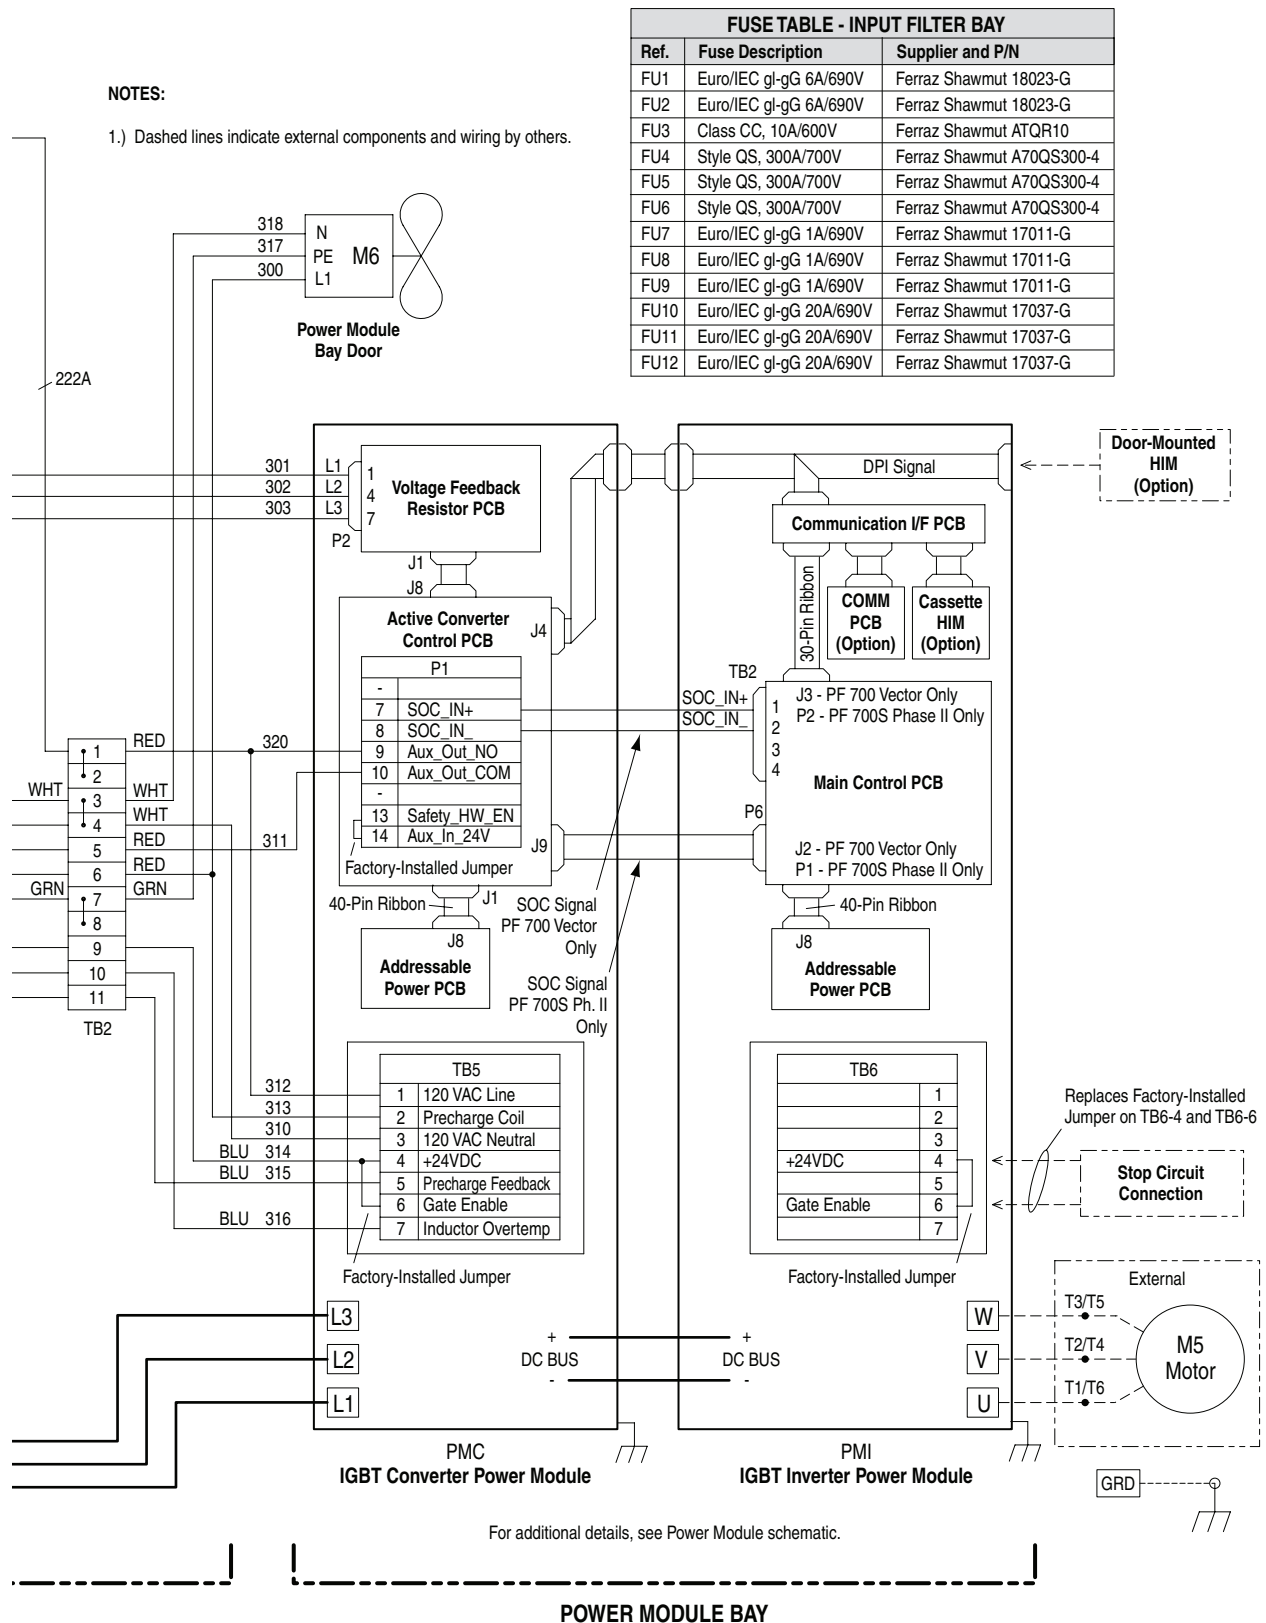 FUSE TABLE - INPUT FILTER BAY
Ref. Fuse Description Supplier and P/N
FU1 Euro/IEC gl-gG 6A/690V Ferraz Shawmut 18023-G
FU2 Euro/IEC gl-gG 6A/690V Ferraz Shawmut 18023-G
FU3 Class CC, 10A/600V Ferraz Shawmut ATQR10
FU4 Style QS, 300A/700V Ferraz Shawmut A70QS300-4
FU5 Style QS, 300A/700V Ferraz Shawmut A70QS300-4
FU6 Style QS, 300A/700V Ferraz Shawmut A70QS300-4
FU7 Euro/IEC gl-gG 1A/690V Ferraz Shawmut 17011-G
FU8 Euro/IEC gl-gG 1A/690V Ferraz Shawmut 17011-G
FU9 Euro/IEC gl-gG 1A/690V Ferraz Shawmut 17011-G
FU10 Euro/IEC gl-gG 20A/690V Ferraz Shawmut 17037-G
FU11 Euro/IEC gl-gG 20A/690V Ferraz Shawmut 17037-G
FU12 Euro/IEC gl-gG 20A/690V Ferraz Shawmut 17037-G
NOTES:
1.) Dashed lines indicate external components and wiring by others.
318 N
317 PE M6
300 L1
Power Module
Bay Door
222A
301 L1 1
302 L2 4
303 L3 7
P2
Voltage Feedback
Resistor PCB
J1
J8
Active Converter
Control PCB
J4
P1
-
7 SOC_IN+
8 SOC_IN_
9 Aux_Out_NO
10 Aux_Out_COM
-
13 Safety_HW_EN
14 Aux_In_24V
Factory-Installed Jumper
J9
J1
40-Pin Ribbon
J8
Addressable
Power PCB
1 RED 320
2
WHT 3 WHT
4 WHT
5 RED 311
6 RED
GRN 7 GRN
8
9
10
11
TB2
SOC Signal
PF 700 Vector
Only
SOC Signal
PF 700S Ph. II
Only
DPI Signal
Door-Mounted
HIM
(Option)
Communication I/F PCB
30-Pin Ribbon
COMM
PCB
(Option)
Cassette
HIM
(Option)
TB2
SOC_IN+ 1
SOC_IN_ 2
3
4
J3 - PF 700 Vector Only
P2 - PF 700S Phase II Only
Main Control PCB
P6
J2 - PF 700 Vector Only
P1 - PF 700S Phase II Only
40-Pin Ribbon
J8
Addressable
Power PCB
TB5
312 1 120 VAC Line
313 2 Precharge Coil
310 3 120 VAC Neutral
BLU 314 4 +24VDC
BLU 315 5 Precharge Feedback
6 Gate Enable
BLU 316 7 Inductor Overtemp
Factory-Installed Jumper
TB6
1
2
3
+24VDC 4
5
Gate Enable 6
7
Factory-Installed Jumper
Replaces Factory-Installed
Jumper on TB6-4 and TB6-6
Stop Circuit
Connection
L3
L2
L1
+ +
DC BUS DC BUS
- -
W
V
U
External
T3/T5
T2/T4
T1/T6
M5
Motor
PMC
IGBT Converter Power Module
PMI
IGBT Inverter Power Module
GRD
For additional details, see Power Module schematic.
POWER MODULE BAY